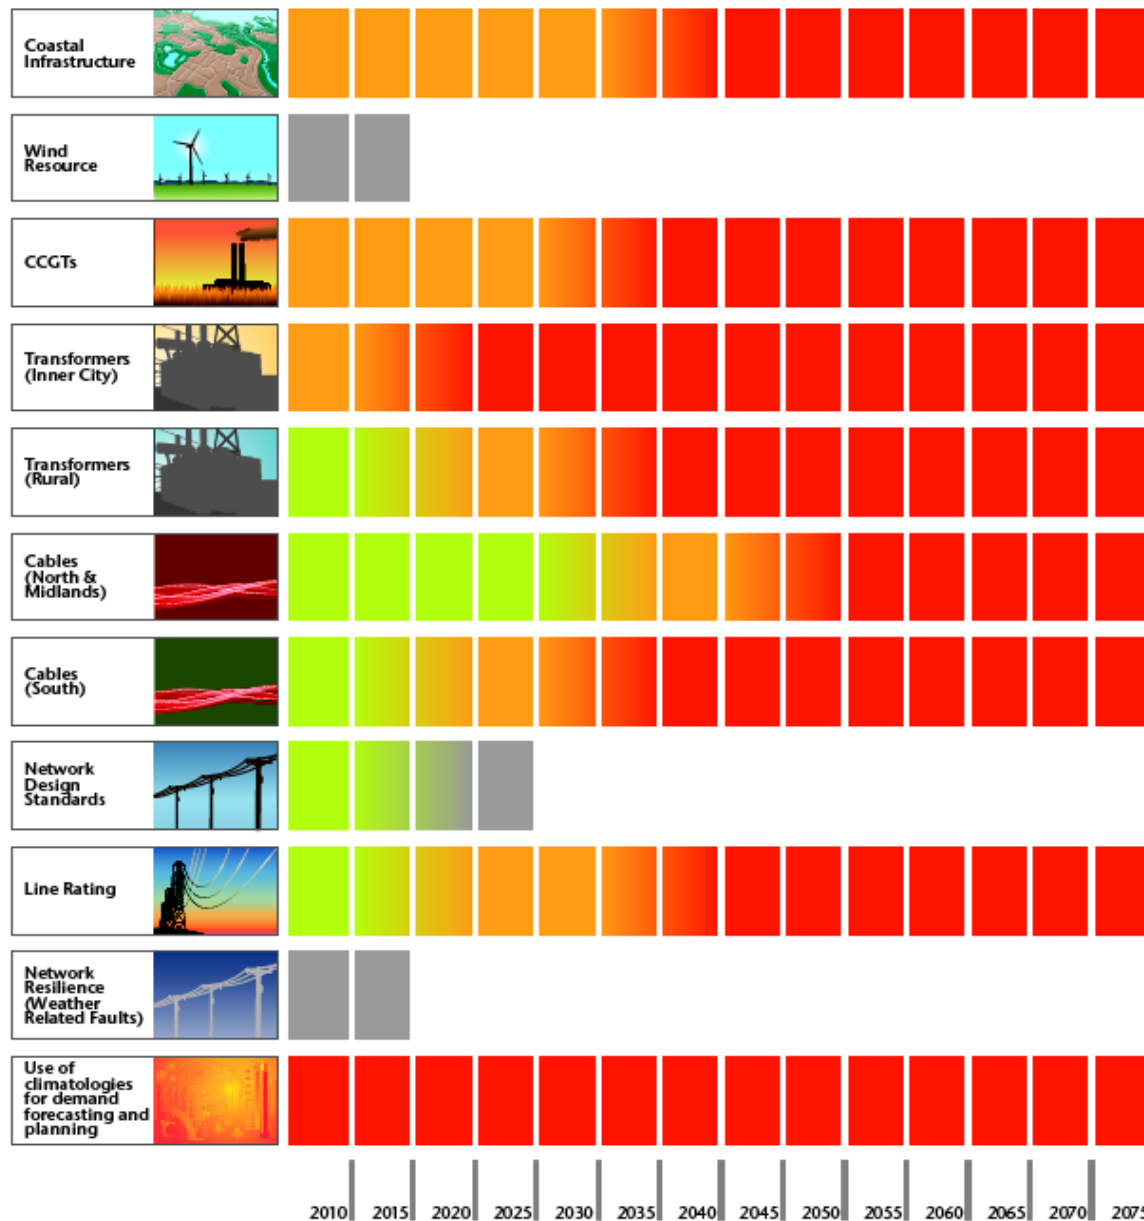 Coastal
Infrastructure
Wind
Resource
CCGTs
Transformers
(Inner City)
Transformers
(Rural)
Cables
(North &
Midlands)
Cables
(South)
Network
Design
Standards
Line Rating
Network
Resilience
(Weather
Related Faults)
Use of
climatologies
for demand
forecasting and
planning
2010 2015 2020 2025 2030 2035 2040 2045 2050 2055 2060 2065 2070 2075